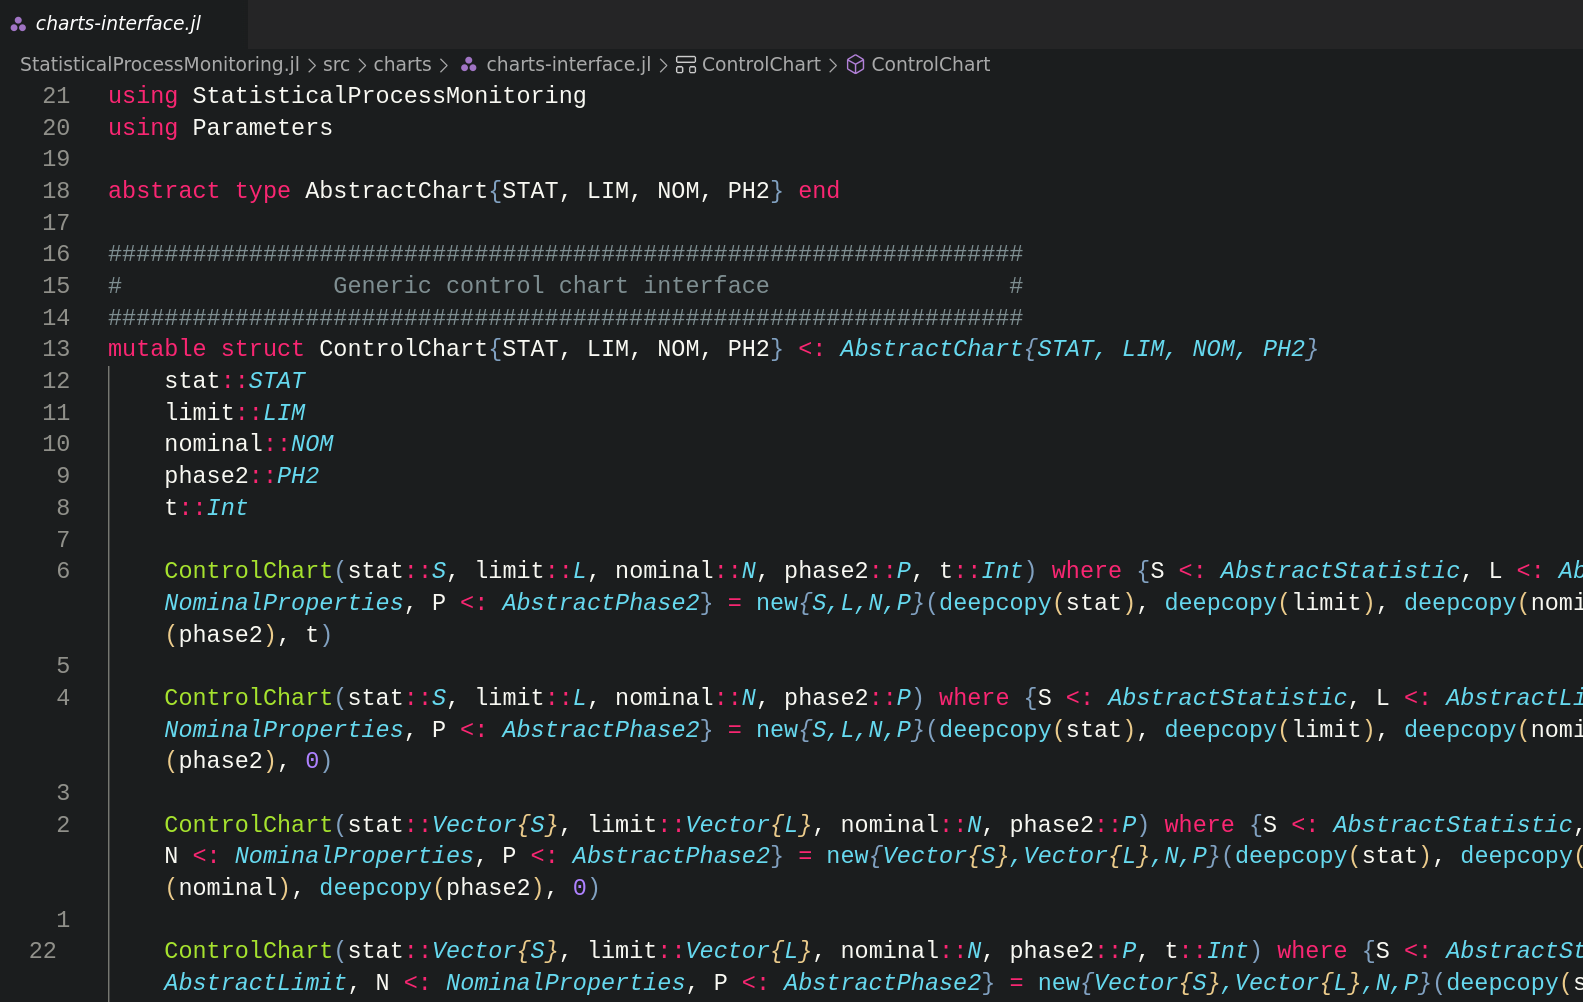 charts-interface.jl
StatisticalProcessMonitoring.jl > src > charts > charts-interface.jl > ControlChart > ControlChart
21 using StatisticalProcessMonitoring
20 using Parameters
19
18 abstract type AbstractChart{STAT, LIM, NOM, PH2} end
17
16 #################################################################
15 #               Generic control chart interface                 #
14 #################################################################
13 mutable struct ControlChart{STAT, LIM, NOM, PH2} <: AbstractChart{STAT, LIM, NOM, PH2}
12     stat::STAT
11     limit::LIM
10     nominal::NOM
9     phase2::PH2
8     t::Int
7
6     ControlChart(stat::S, limit::L, nominal::N, phase2::P, t::Int) where {S <: AbstractStatistic, L <: Ab
NominalProperties, P <: AbstractPhase2} = new{S,L,N,P}(deepcopy(stat), deepcopy(limit), deepcopy(nomi
(phase2), t)
5
4     ControlChart(stat::S, limit::L, nominal::N, phase2::P) where {S <: AbstractStatistic, L <: AbstractLi
NominalProperties, P <: AbstractPhase2} = new{S,L,N,P}(deepcopy(stat), deepcopy(limit), deepcopy(nomi
(phase2), 0)
3
2     ControlChart(stat::Vector{S}, limit::Vector{L}, nominal::N, phase2::P) where {S <: AbstractStatistic,
N <: NominalProperties, P <: AbstractPhase2} = new{Vector{S},Vector{L},N,P}(deepcopy(stat), deepcopy(
(nominal), deepcopy(phase2), 0)
1
22     ControlChart(stat::Vector{S}, limit::Vector{L}, nominal::N, phase2::P, t::Int) where {S <: AbstractSt
AbstractLimit, N <: NominalProperties, P <: AbstractPhase2} = new{Vector{S},Vector{L},N,P}(deepcopy(s